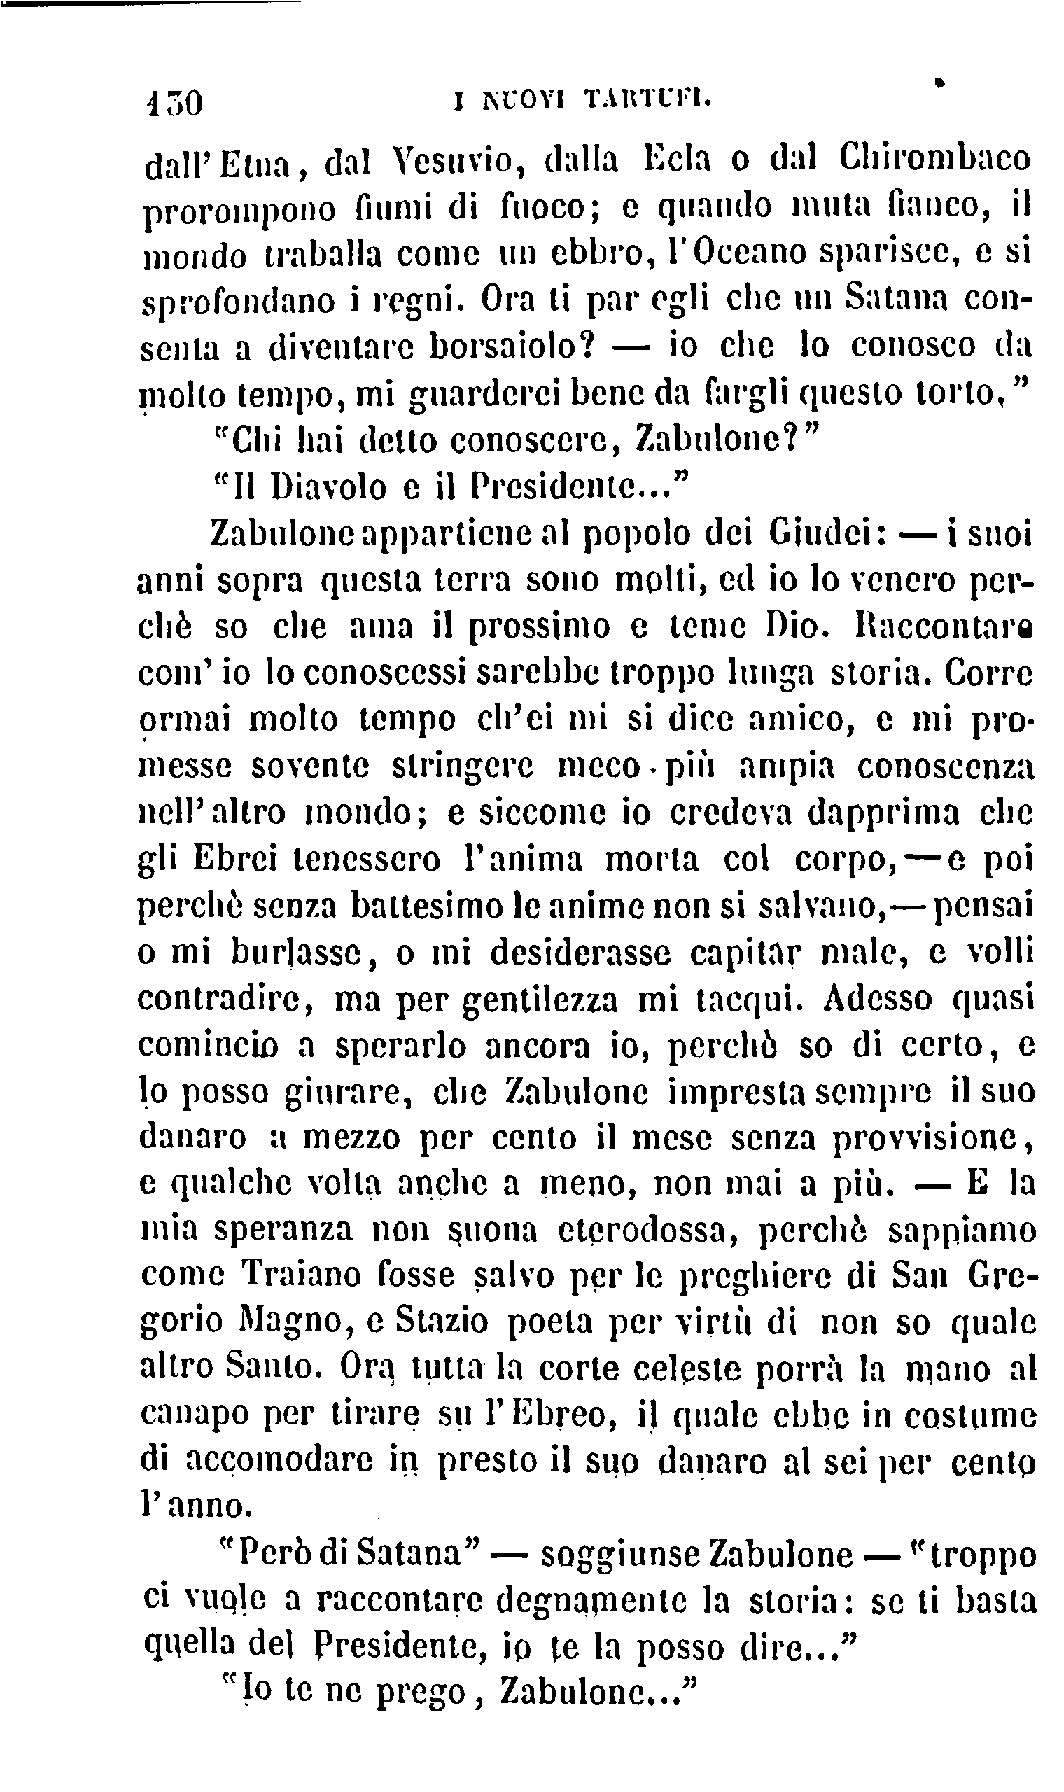 130 I NUOVI TARTUFI.
dall' Etna, dal Vesuvio, dalla Ecla o dal Chirombaco
prorompono fiumi di fuoco; e quando muta fianco, il
mondo traballa come un ebbro, l'Oceano sparisce, e si
sprofondano i regni. Ora ti par egli che un Satana con-
senta a diventare borsaiolo? — io che lo conosco da
molto tempo, mi guarderei bene da fargli questo torto,"
"Chi hai detto conoscere, Zabulone?"
"Il Diavolo e il Presidente..."
Zabulone appartiene al popolo dei Giudei: — i suoi
anni sopra questa terra sono molti, ed io lo venero per-
chè so che ama il prossimo e teme Dio. Raccontare
com' io lo conoscessi sarebbe troppo lunga storia. Corre
ormai molto tempo ch'ei mi si dice amico, e mi pro-
messe sovente stringere meco più ampia conoscenza
nell' altro mondo; e siccome io credeva dapprima che
gli Ebrei tenessero l'anima morta col corpo, — e poi
perchè senza battesimo le anime non si salvano, — pensai
o mi burlasse, o mi desiderasse capitar male, e volli
contradire, ma per gentilezza mi tacqui. Adesso quasi
comincio a sperarlo ancora io, perchè so di certo, e
lo posso giurare, che Zabulone impresta sempre il suo
danaro a mezzo per cento il mese senza provvisione,
e qualche volta anche a meno, non mai a più. — E la
mia speranza non suona eterodossa, perchè sappiamo
come Traiano fosse salvo per le preghiere di San Gre-
gorio Magno, e Stazio poeta per virtù di non so quale
altro Santo. Ora tutta la corte celeste porrà la mano al
canapo per tirare su l'Ebreo, il quale ebbe in costume
di accomodare in presto il suo danaro al sei per cento
l'anno.
"Però di Satana" — soggiunse Zabulone — "troppo
ci vuole a raccontare degnamente la storia: se ti basta
quella del Presidente, io te la posso dire..."
"Io te ne prego, Zabulone..."